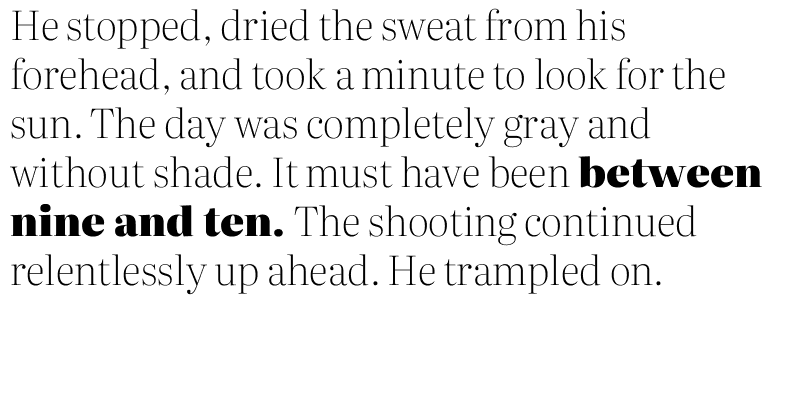 He stopped, dried the sweat from his
forehead, and took a minute to look for the
sun. The day was completely gray and
without shade. It must have been between
nine and ten. The shooting continued
relentlessly up ahead. He trampled on.